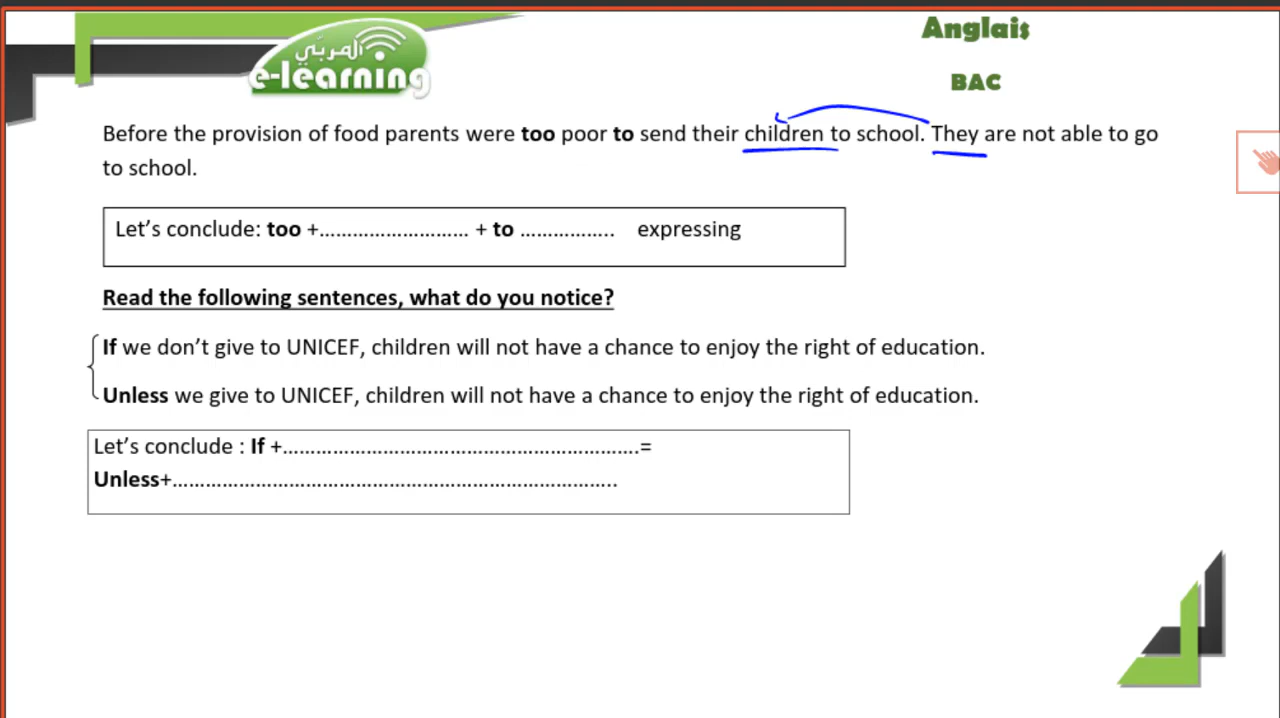 المربّي
e-learning
Anglais
BAC
Before the provision of food parents were too poor to send their children to school. They are not able to go
to school.
Let's conclude: too +........................... + to ................. expressing
Read the following sentences, what do you notice?
If we don't give to UNICEF, children will not have a chance to enjoy the right of education.
Unless we give to UNICEF, children will not have a chance to enjoy the right of education.
Let's conclude : If +................................................................=
Unless+................................................................................